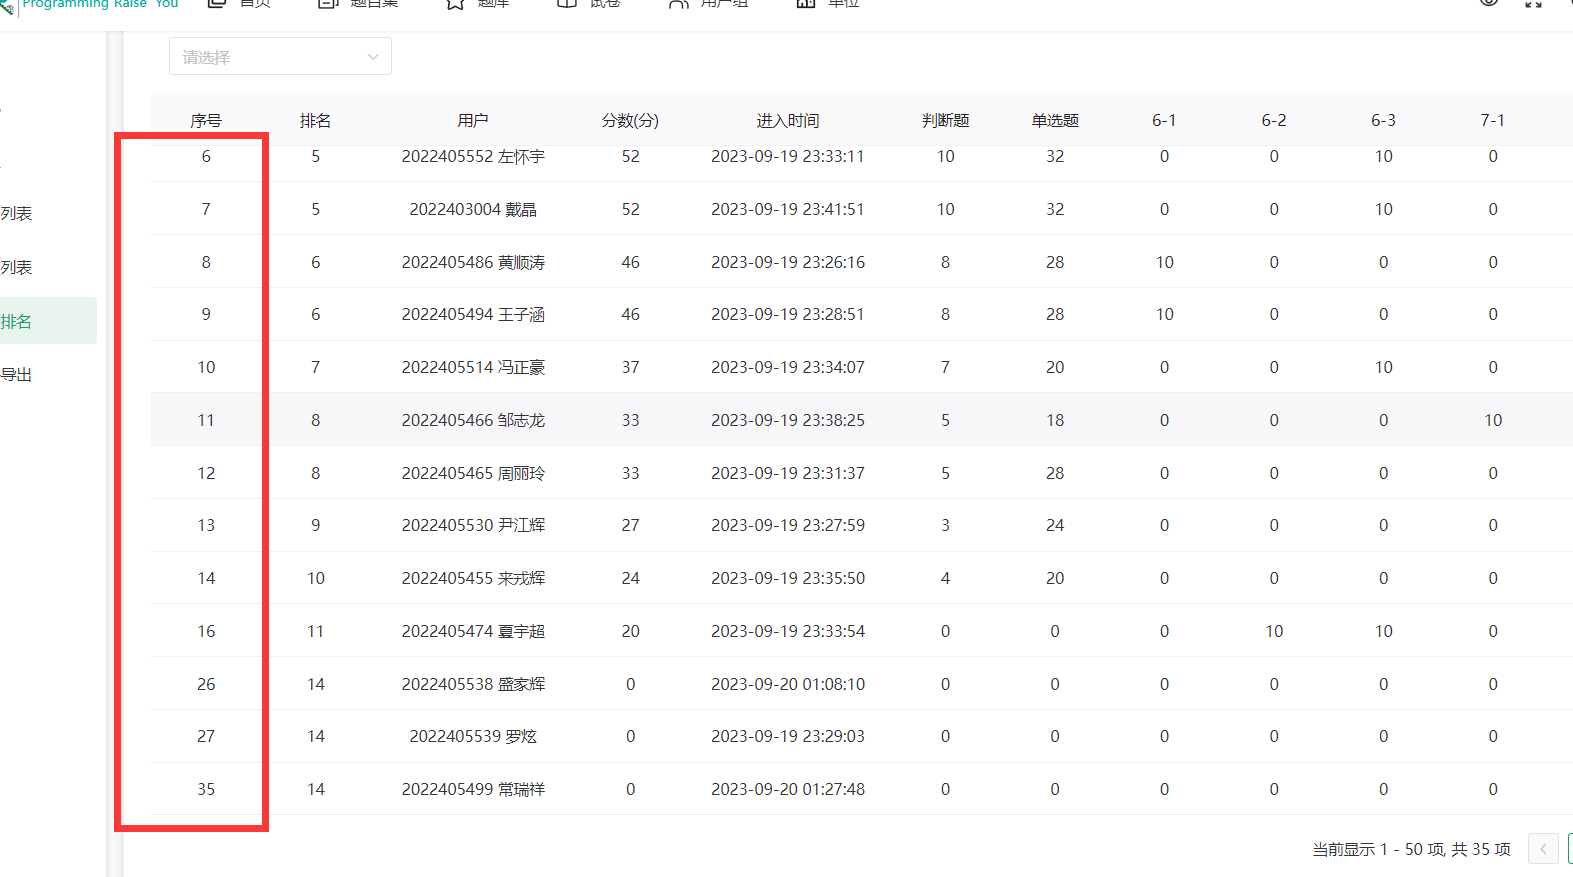 Programming Raise You
首页
题目集
题库
试卷
用户组
单位
请选择
列表
列表
排名
导出
序号 排名 用户 分数(分) 进入时间 判断题 单选题 6-1 6-2 6-3 7-1
6 5 2022405552 左怀宇 52 2023-09-19 23:33:11 10 32 0 0 10 0
7 5 2022403004 戴晶 52 2023-09-19 23:41:51 10 32 0 0 10 0
8 6 2022405486 黄顺涛 46 2023-09-19 23:26:16 8 28 10 0 0 0
9 6 2022405494 王子涵 46 2023-09-19 23:28:51 8 28 10 0 0 0
10 7 2022405514 冯正豪 37 2023-09-19 23:34:07 7 20 0 0 10 0
11 8 2022405466 邹志龙 33 2023-09-19 23:38:25 5 18 0 0 0 10
12 8 2022405465 周丽玲 33 2023-09-19 23:31:37 5 28 0 0 0 0
13 9 2022405530 尹江辉 27 2023-09-19 23:27:59 3 24 0 0 0 0
14 10 2022405455 来戎辉 24 2023-09-19 23:35:50 4 20 0 0 0 0
16 11 2022405474 夏宇超 20 2023-09-19 23:33:54 0 0 0 10 10 0
26 14 2022405538 盛家辉 0 2023-09-20 01:08:10 0 0 0 0 0 0
27 14 2022405539 罗炫 0 2023-09-19 23:29:03 0 0 0 0 0 0
35 14 2022405499 常瑞祥 0 2023-09-20 01:27:48 0 0 0 0 0 0
当前显示 1 - 50 项, 共 35 项